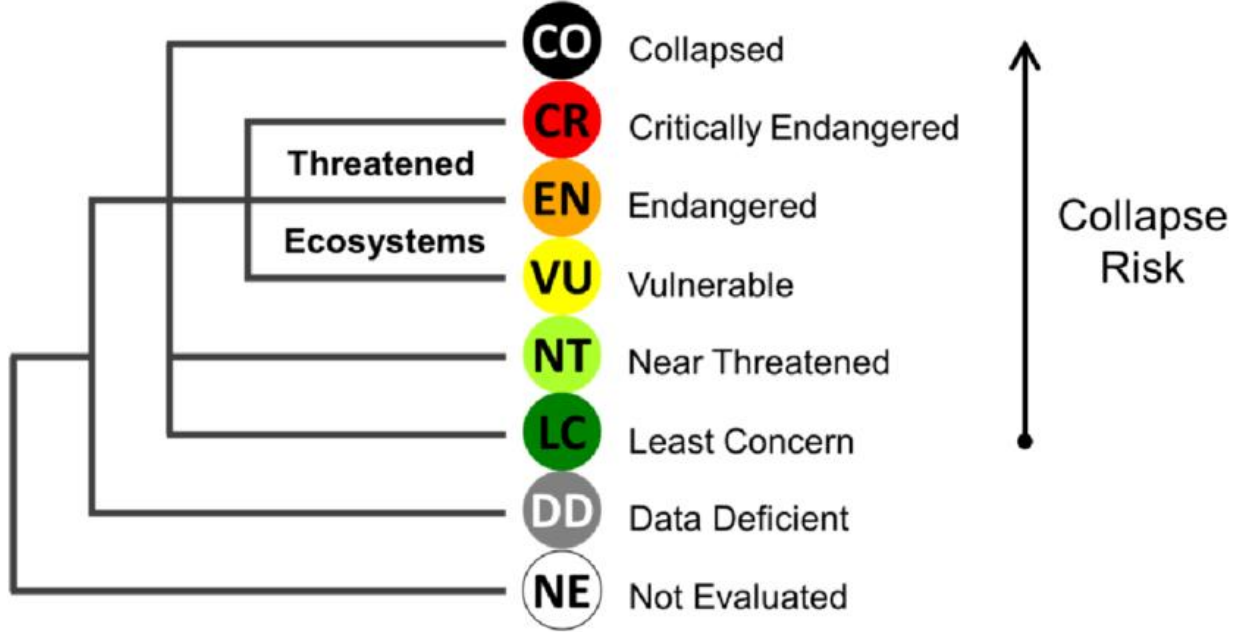 CO Collapsed
CR Critically Endangered
Threatened
EN Endangered
Ecosystems
VU Vulnerable
NT Near Threatened
LC Least Concern
DD Data Deficient
NE Not Evaluated
Collapse
Risk